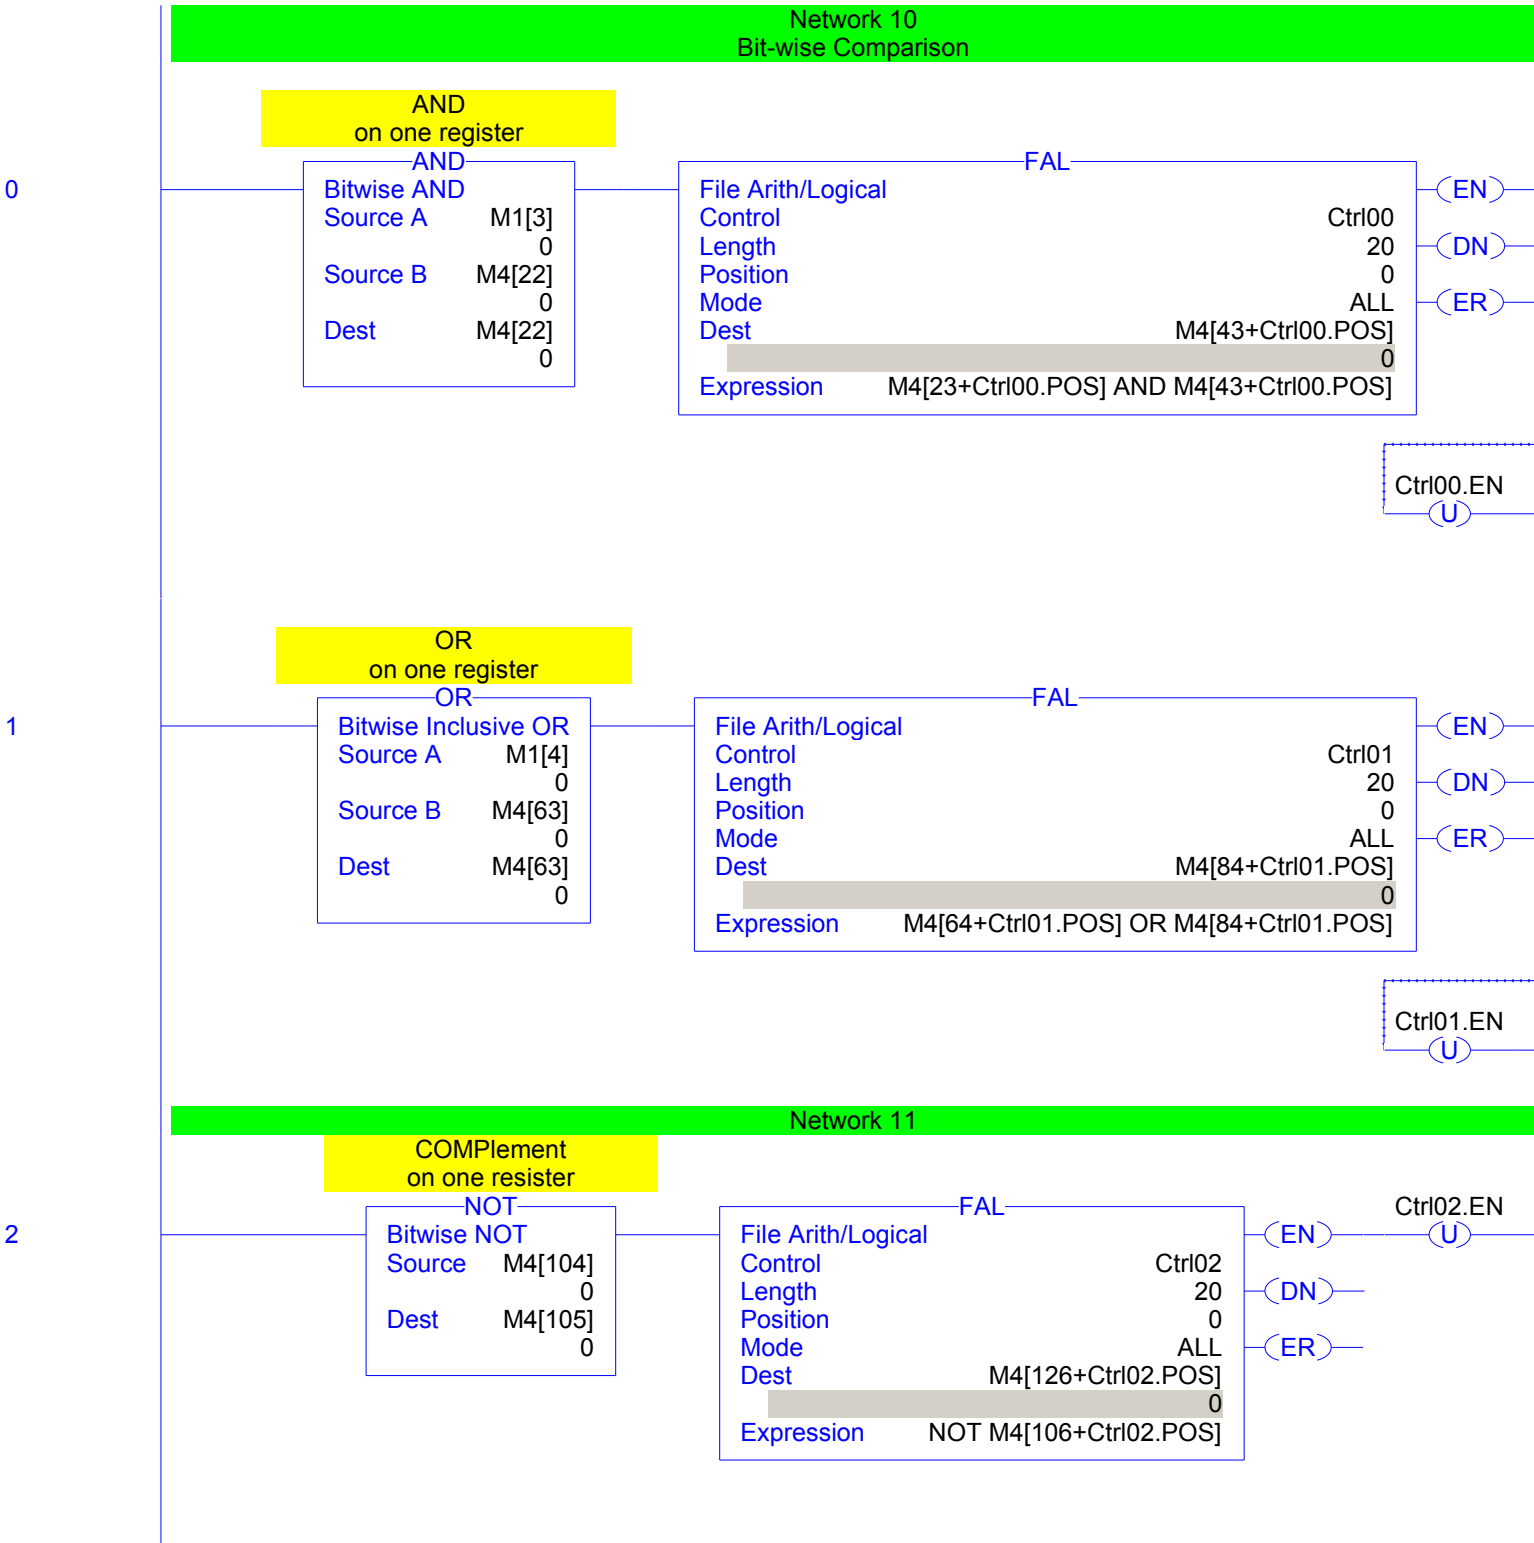 Network 10
Bit-wise Comparison
AND
on one register
0
AND
Bitwise AND
Source A M1[3]
0
Source B M4[22]
0
Dest M4[22]
0
FAL
File Arith/Logical
Control Ctrl00
Length 20
Position 0
Mode ALL
Dest M4[43+Ctrl00.POS]
0
Expression M4[23+Ctrl00.POS] AND M4[43+Ctrl00.POS]
EN
DN
ER
Ctrl00.EN
U
OR
on one register
1
OR
Bitwise Inclusive OR
Source A M1[4]
0
Source B M4[63]
0
Dest M4[63]
0
FAL
File Arith/Logical
Control Ctrl01
Length 20
Position 0
Mode ALL
Dest M4[84+Ctrl01.POS]
0
Expression M4[64+Ctrl01.POS] OR M4[84+Ctrl01.POS]
EN
DN
ER
Ctrl01.EN
U
Network 11
COMPlement
on one resister
2
NOT
Bitwise NOT
Source M4[104]
0
Dest M4[105]
0
FAL
File Arith/Logical
Control Ctrl02
Length 20
Position 0
Mode ALL
Dest M4[126+Ctrl02.POS]
0
Expression NOT M4[106+Ctrl02.POS]
EN
DN
ER
Ctrl02.EN
U